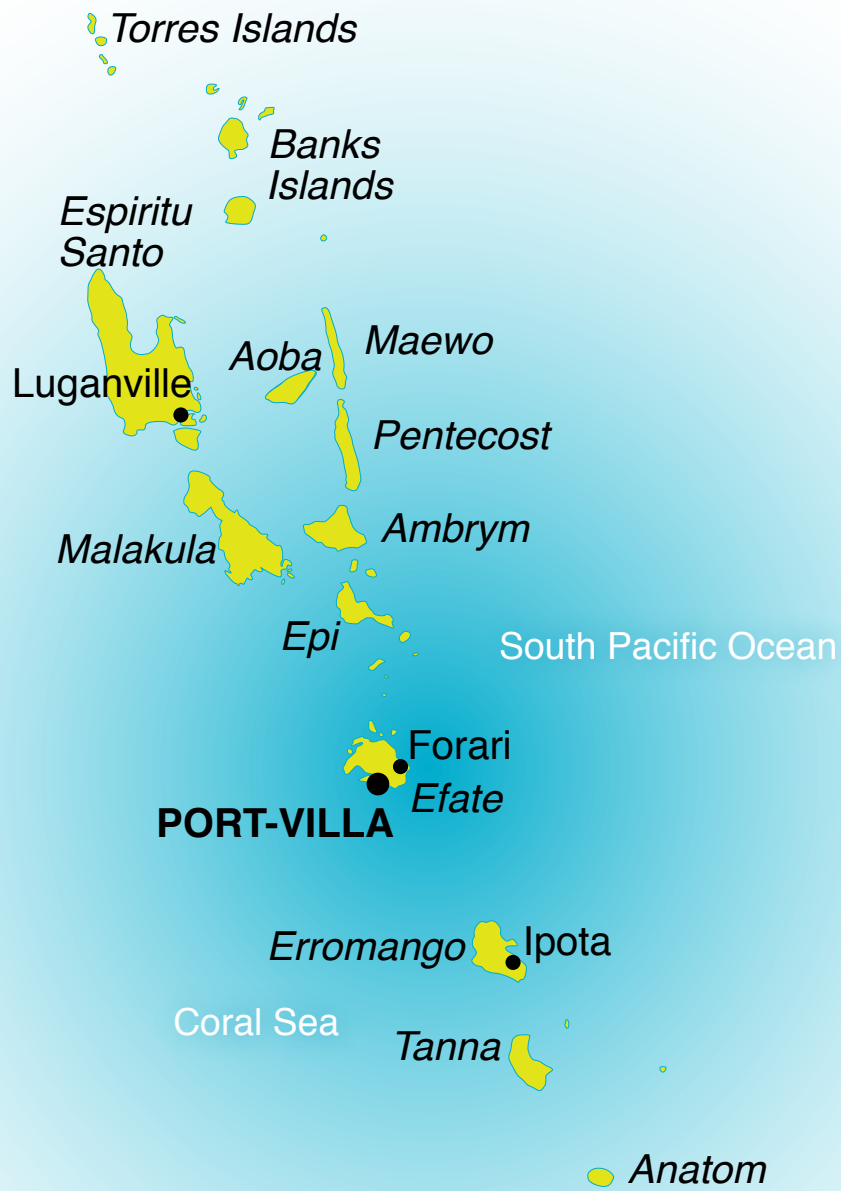 Torres Islands
Banks
Islands
Espiritu
Santo
Maewo
Aoba
Luganville
Pentecost
Ambrym
Malakula
Epi
South Pacific Ocean
Forari
Efate
PORT-VILLA
Erromango
Ipota
Coral Sea
Tanna
Anatom